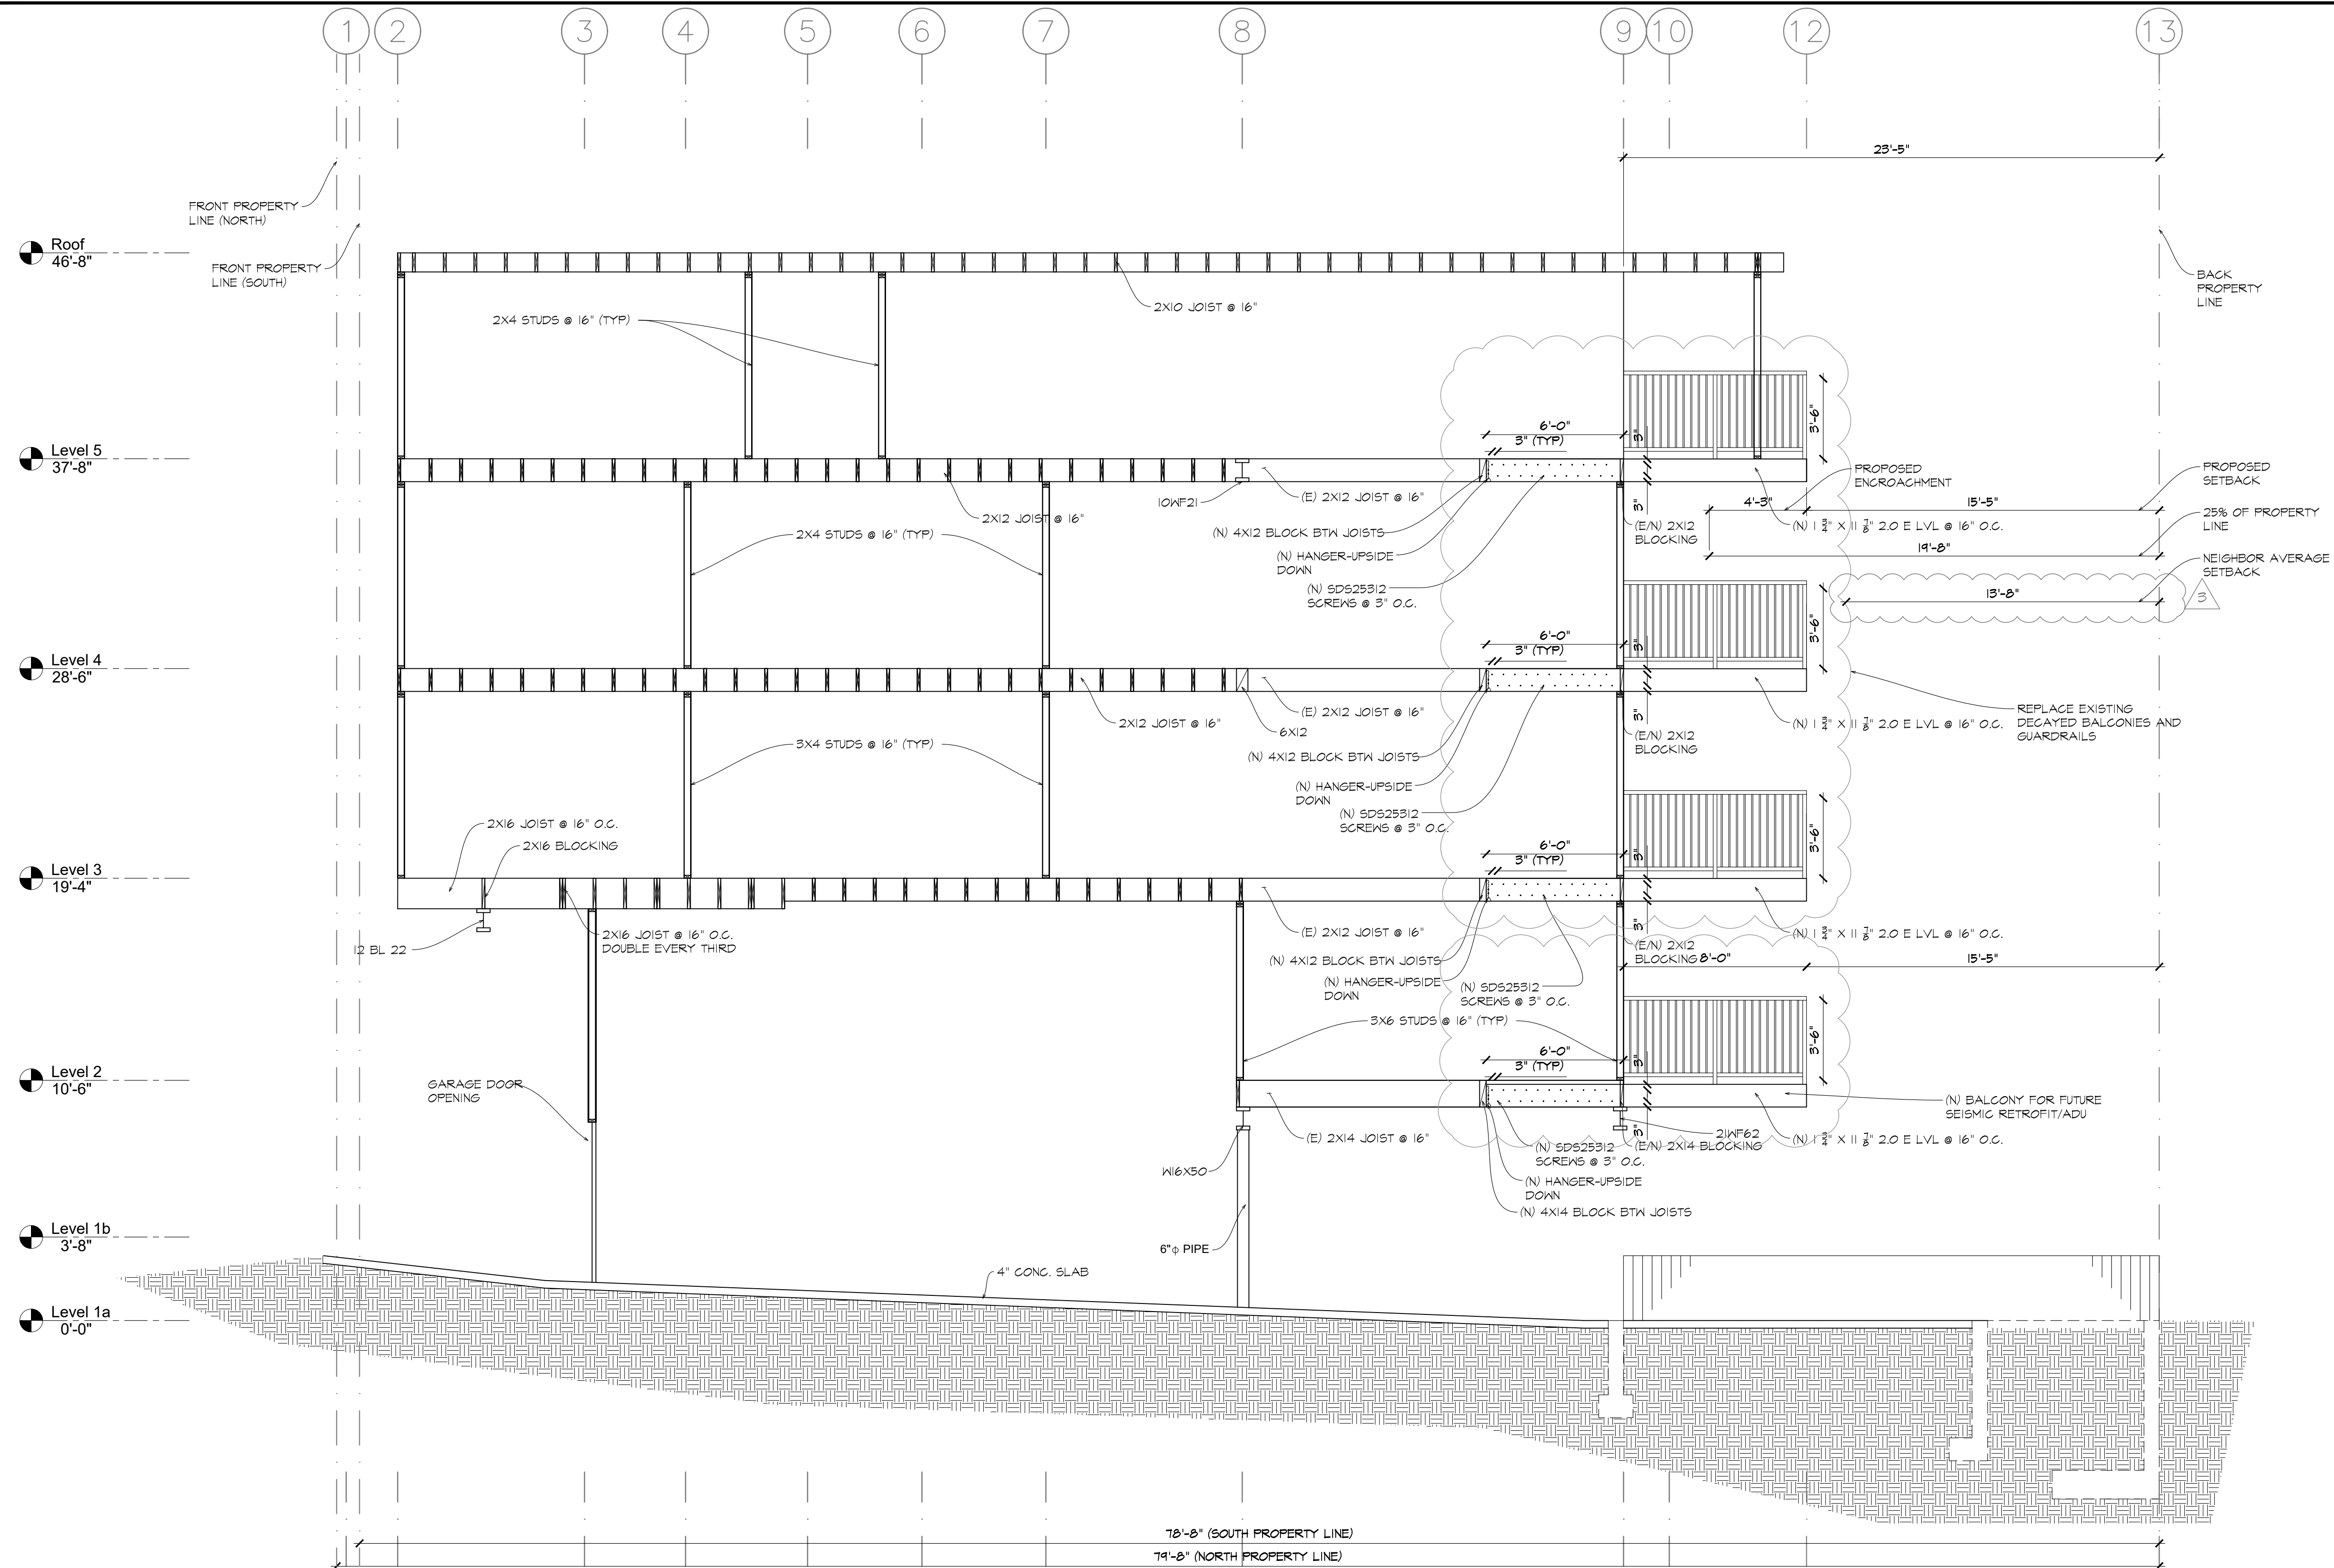 1 2 3 4 5 6 7 8 9 10 12 13
23'-5"
FRONT PROPERTY
LINE (NORTH)
Roof
46'-8"
FRONT PROPERTY
LINE (SOUTH)
BACK
PROPERTY
LINE
2X10 JOIST @ 16"
2X4 STUDS @ 16" (TYP)
3'-6"
6'-0"
3" (TYP)
3"
Level 5
37'-8"
PROPOSED
ENCROACHMENT
PROPOSED
SETBACK
10WF21
(E) 2X12 JOIST @ 16"
3"
4'-3"
15'-5"
2X12 JOIST @ 16"
25% OF PROPERTY
LINE
2X4 STUDS @ 16" (TYP)
(N) 4X12 BLOCK BTW JOISTS
(E/N) 2X12
BLOCKING
(N) 1 3/4" X 11 7/8" 2.0 E LVL @ 16" O.C.
19'-8"
(N) HANGER-UPSIDE
DOWN
NEIGHBOR AVERAGE
SETBACK
(N) SDS25312
SCREWS @ 3" O.C.
13'-8"
3
3'-6"
6'-0"
3" (TYP)
3"
Level 4
28'-6"
(E) 2X12 JOIST @ 16"
3"
2X12 JOIST @ 16"
6X12
(N) 1 3/4" X 11 7/8" 2.0 E LVL @ 16" O.C.
REPLACE EXISTING
DECAYED BALCONIES AND
GUARDRAILS
(E/N) 2X12
BLOCKING
3X4 STUDS @ 16" (TYP)
(N) 4X12 BLOCK BTW JOISTS
(N) HANGER-UPSIDE
DOWN
(N) SDS25312
SCREWS @ 3" O.C.
2X16 JOIST @ 16" O.C.
2X16 BLOCKING
3'-6"
6'-0"
3" (TYP)
3"
Level 3
19'-4"
12 BL 22
2X16 JOIST @ 16" O.C.
DOUBLE EVERY THIRD
(E) 2X12 JOIST @ 16"
3"
(N) 1 3/4" X 11 7/8" 2.0 E LVL @ 16" O.C.
(E/N) 2X12
BLOCKING
8'-0"
15'-5"
(N) 4X12 BLOCK BTW JOISTS
(N) HANGER-UPSIDE
DOWN
(N) SDS25312
SCREWS @ 3" O.C.
3X6 STUDS @ 16" (TYP)
3'-6"
6'-0"
3" (TYP)
3"
Level 2
10'-6"
GARAGE DOOR
OPENING
(N) BALCONY FOR FUTURE
SEISMIC RETROFIT/ADU
(E) 2X14 JOIST @ 16"
3"
21WF62
(N) 1 3/4" X 11 7/8" 2.0 E LVL @ 16" O.C.
(E/N) 2X14 BLOCKING
(N) SDS25312
SCREWS @ 3" O.C.
W16X50
(N) HANGER-UPSIDE
DOWN
(N) 4X14 BLOCK BTW JOISTS
Level 1b
3'-8"
6"ϕ PIPE
4" CONC. SLAB
Level 1a
0'-0"
78'-8" (SOUTH PROPERTY LINE)
79'-8" (NORTH PROPERTY LINE)